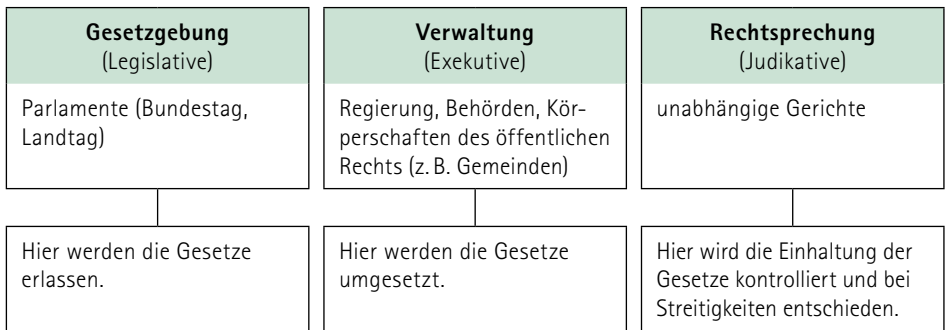 Gesetzgebung
(Legislative)
Parlamente (Bundestag,
Landtag)
Hier werden die Gesetze
erlassen.
Verwaltung
(Exekutive)
Regierung, Behörden, Kör-
perschaften des öffentlichen
Rechts (z. B. Gemeinden)
Hier werden die Gesetze
umgesetzt.
Rechtsprechung
(Judikative)
unabhängige Gerichte
Hier wird die Einhaltung der
Gesetze kontrolliert und bei
Streitigkeiten entschieden.